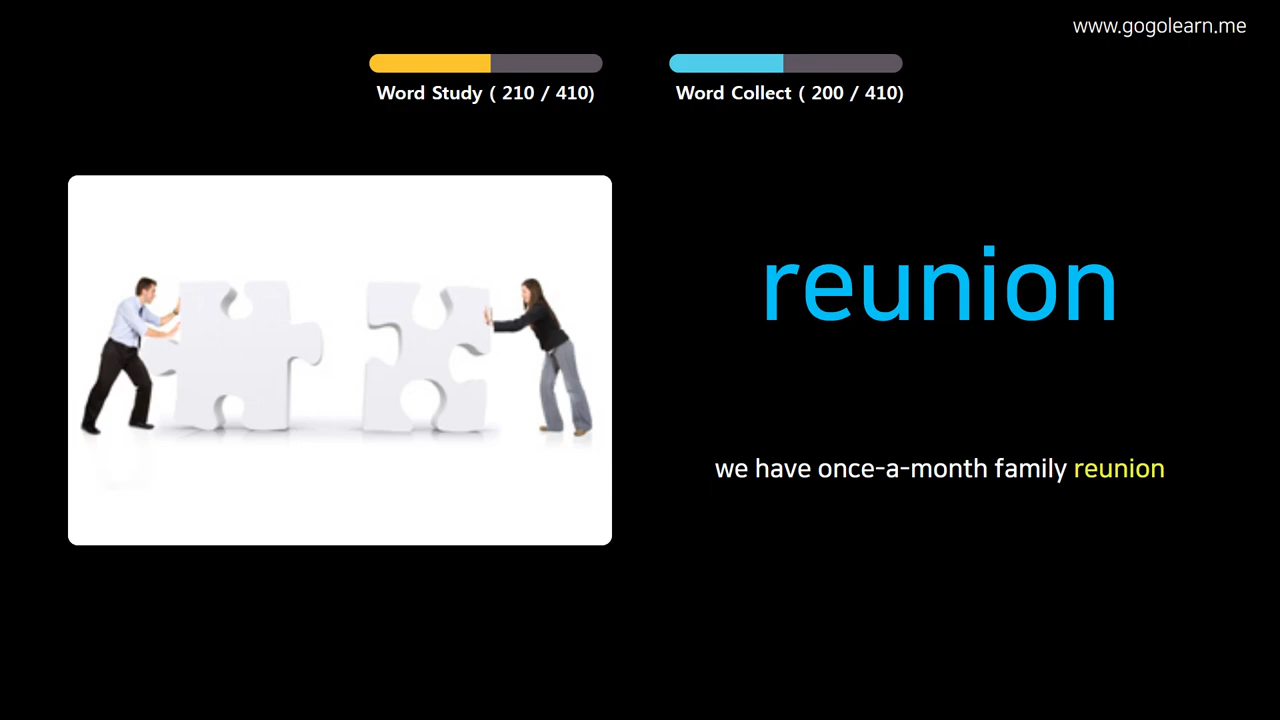 www.gogolearn.me
Word Study ( 210 / 410)
Word Collect ( 200 / 410)
reunion
we have once-a-month family reunion